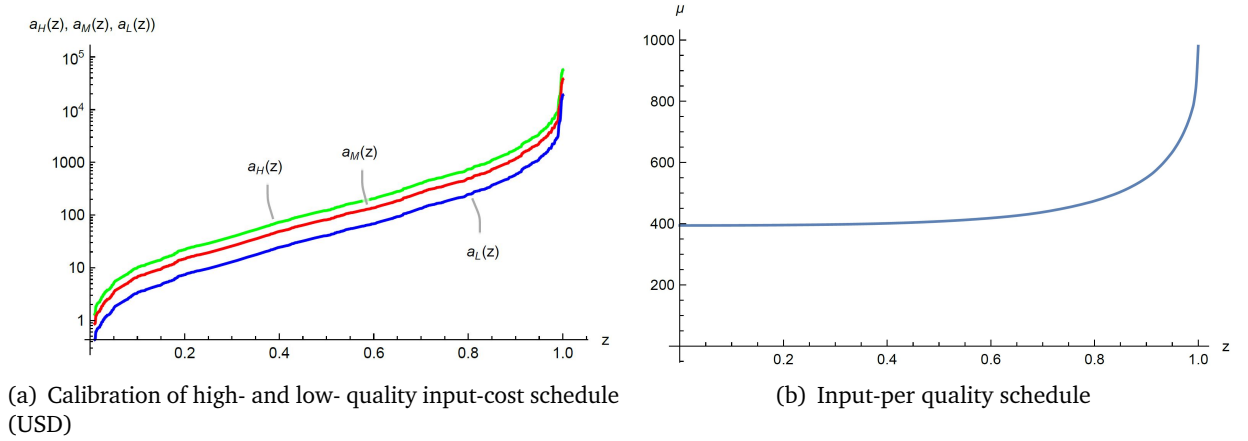 a_H(z), a_M(z), a_L(z))
10^5
10^4
1000
100
10
1
a_H(z)
a_M(z)
a_L(z)
0.2 0.4 0.6 0.8 1.0 z
(a) Calibration of high- and low- quality input-cost schedule
(USD)
μ
1000
800
600
400
200
0.2 0.4 0.6 0.8 1.0 z
(b) Input-per quality schedule